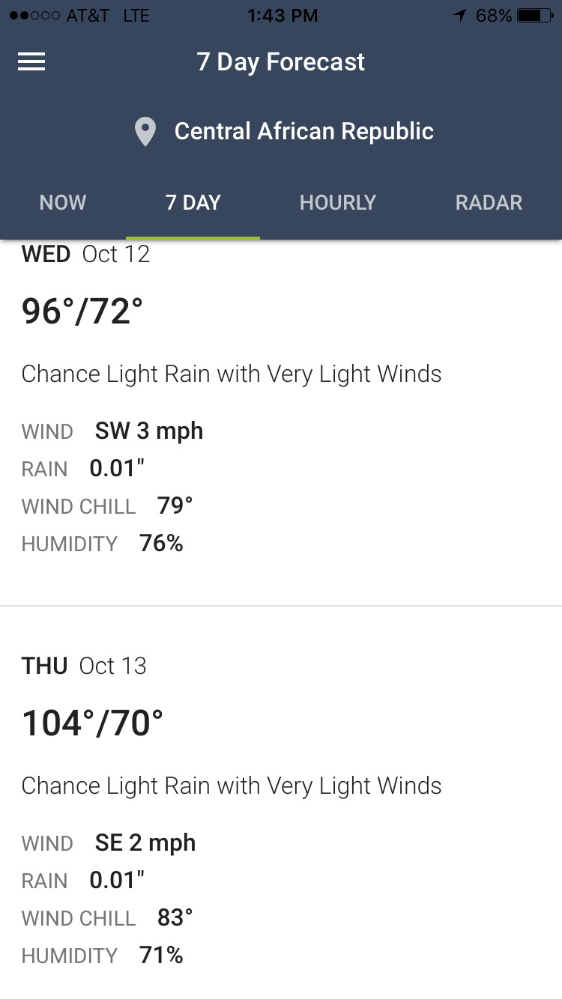 AT&T LTE 1:43 PM 68%
7 Day Forecast
Central African Republic
NOW 7 DAY HOURLY RADAR
WED Oct 12
96°/72°
Chance Light Rain with Very Light Winds
WIND SW 3 mph
RAIN 0.01"
WIND CHILL 79°
HUMIDITY 76%
THU Oct 13
104°/70°
Chance Light Rain with Very Light Winds
WIND SE 2 mph
RAIN 0.01"
WIND CHILL 83°
HUMIDITY 71%